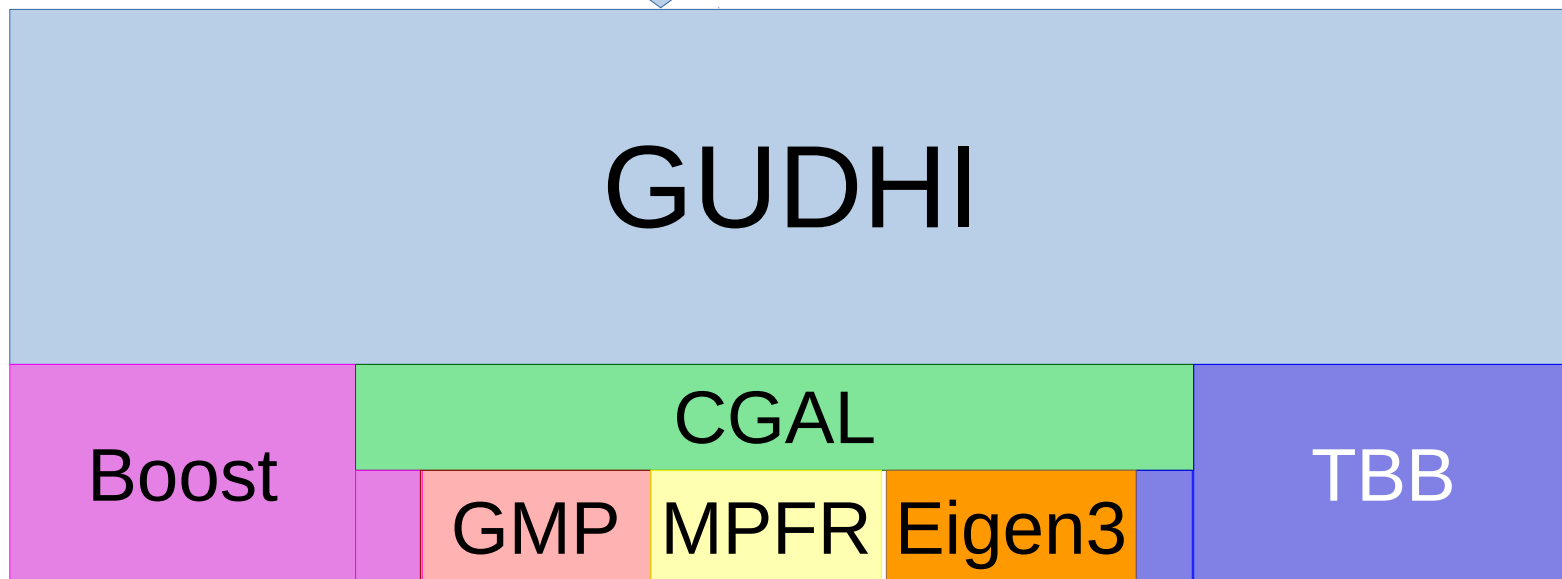 GUDHI
CGAL
Boost
TBB
GMP
MPFR
Eigen3